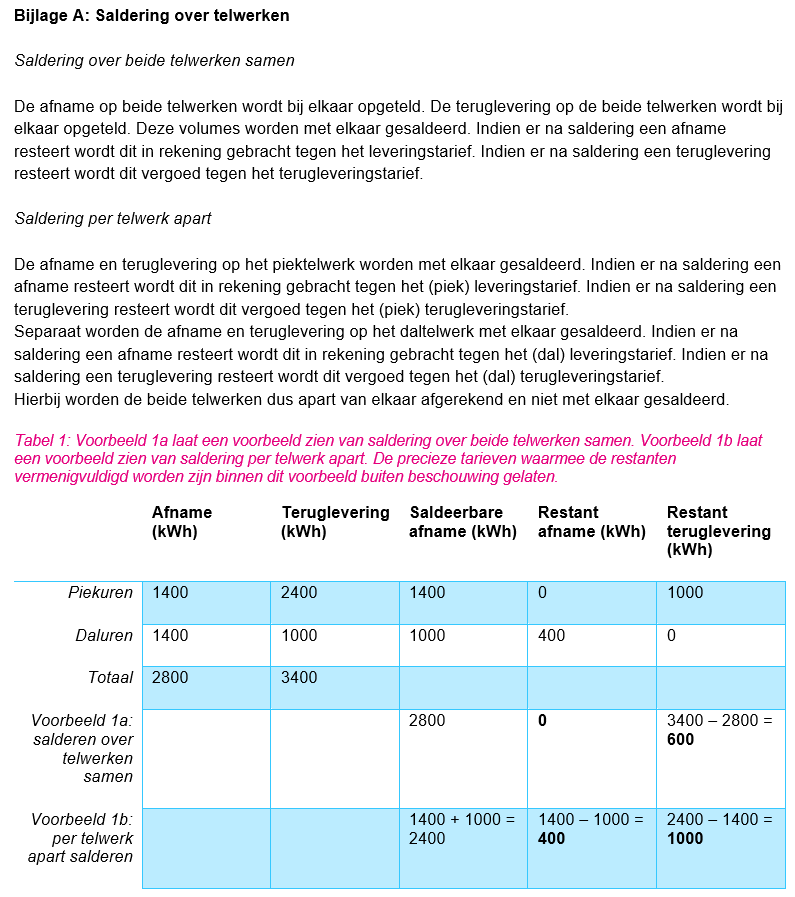 Bijlage A: Saldering over telwerken
Saldering over beide telwerken samen
De afname op beide telwerken wordt bij elkaar opgeteld. De teruglevering op de beide telwerken wordt bij
elkaar opgeteld. Deze volumes worden met elkaar gesaldeerd. Indien er na saldering een afname
resteert wordt dit in rekening gebracht tegen het leveringstarief. Indien er na saldering een teruglevering
resteert wordt dit vergoed tegen het terugleveringstarief.
Saldering per telwerk apart
De afname en teruglevering op het piektelwerk worden met elkaar gesaldeerd. Indien er na saldering een
afname resteert wordt dit in rekening gebracht tegen het (piek) leveringstarief. Indien er na saldering een
teruglevering resteert wordt dit vergoed tegen het (piek) terugleveringstarief.
Separaat worden de afname en teruglevering op het daltelwerk met elkaar gesaldeerd. Indien er na
saldering een afname resteert wordt dit in rekening gebracht tegen het (dal) leveringstarief. Indien er na
saldering een teruglevering resteert wordt dit vergoed tegen het (dal) terugleveringstarief.
Hierbij worden de beide telwerken dus apart van elkaar afgerekend en niet met elkaar gesaldeerd.
Tabel 1: Voorbeeld 1a laat een voorbeeld zien van saldering over beide telwerken samen. Voorbeeld 1b laat
een voorbeeld zien van saldering per telwerk apart. De precieze tarieven waarmee de restanten
vermenigvuldigd worden zijn binnen dit voorbeeld buiten beschouwing gelaten.
Afname Teruglevering Saldeerbare Restant Restant
(kWh) (kWh) afname (kWh) afname (kWh) teruglevering
(kWh)
Piekuren 1400 2400 1400 0 1000
Daluren 1400 1000 1000 400 0
Totaal 2800 3400
Voorbeeld 1a: 2800 0 3400 – 2800 =
salderen over 600
telwerken
samen
Voorbeeld 1b: 1400 + 1000 = 1400 – 1000 = 2400 – 1400 =
per telwerk 2400 400 1000
apart salderen